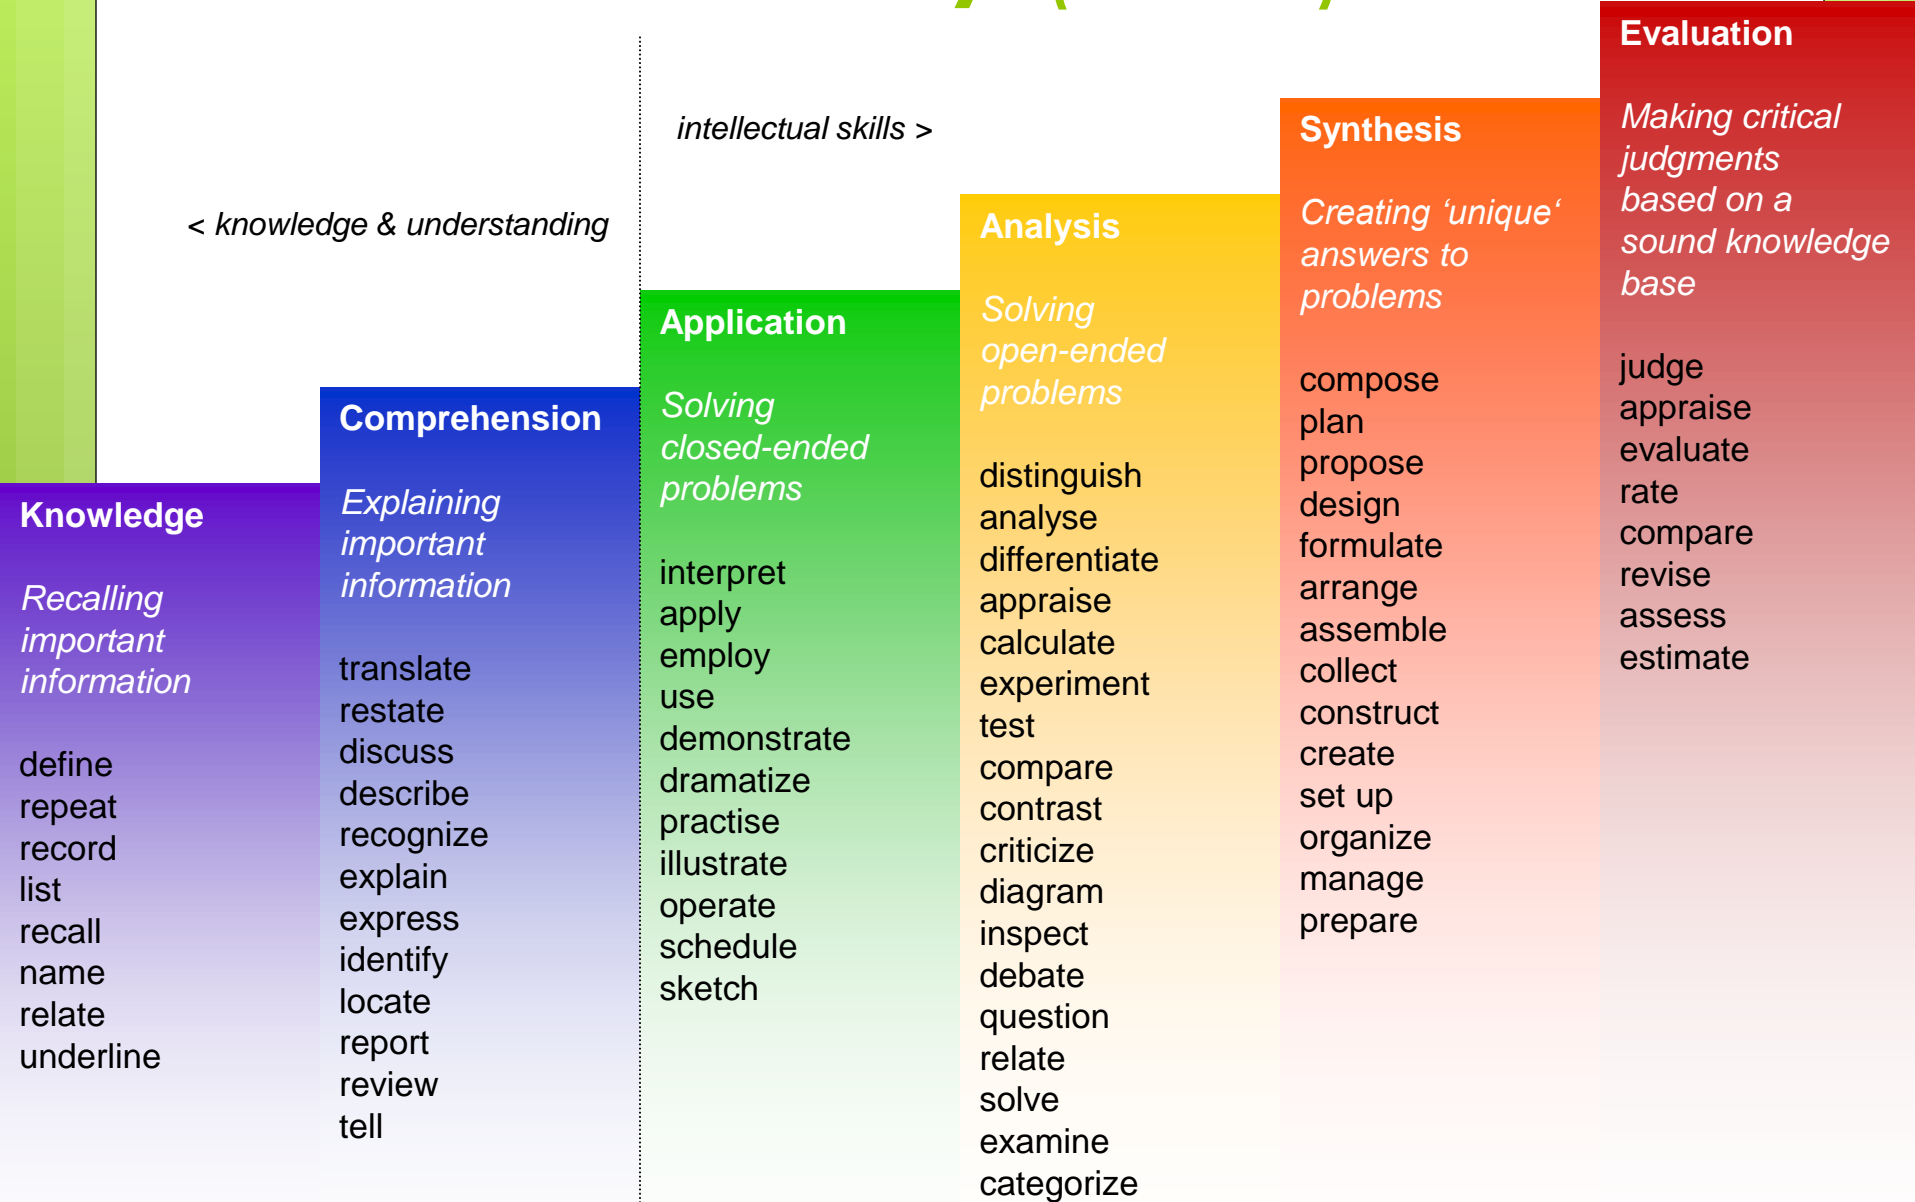 < knowledge & understanding
intellectual skills >
Knowledge
Recalling
important
information
define
repeat
record
list
recall
name
relate
underline
Comprehension
Explaining
important
information
translate
restate
discuss
describe
recognize
explain
express
identify
locate
report
review
tell
Application
Solving
closed-ended
problems
interpret
apply
employ
use
demonstrate
dramatize
practise
illustrate
operate
schedule
sketch
Analysis
Solving
open-ended
problems
distinguish
analyse
differentiate
appraise
calculate
experiment
test
compare
contrast
criticize
diagram
inspect
debate
question
relate
solve
examine
categorize
Synthesis
Creating ‘unique‘
answers to
problems
compose
plan
propose
design
formulate
arrange
assemble
collect
construct
create
set up
organize
manage
prepare
Evaluation
Making critical
judgments
based on a
sound knowledge
base
judge
appraise
evaluate
rate
compare
revise
assess
estimate